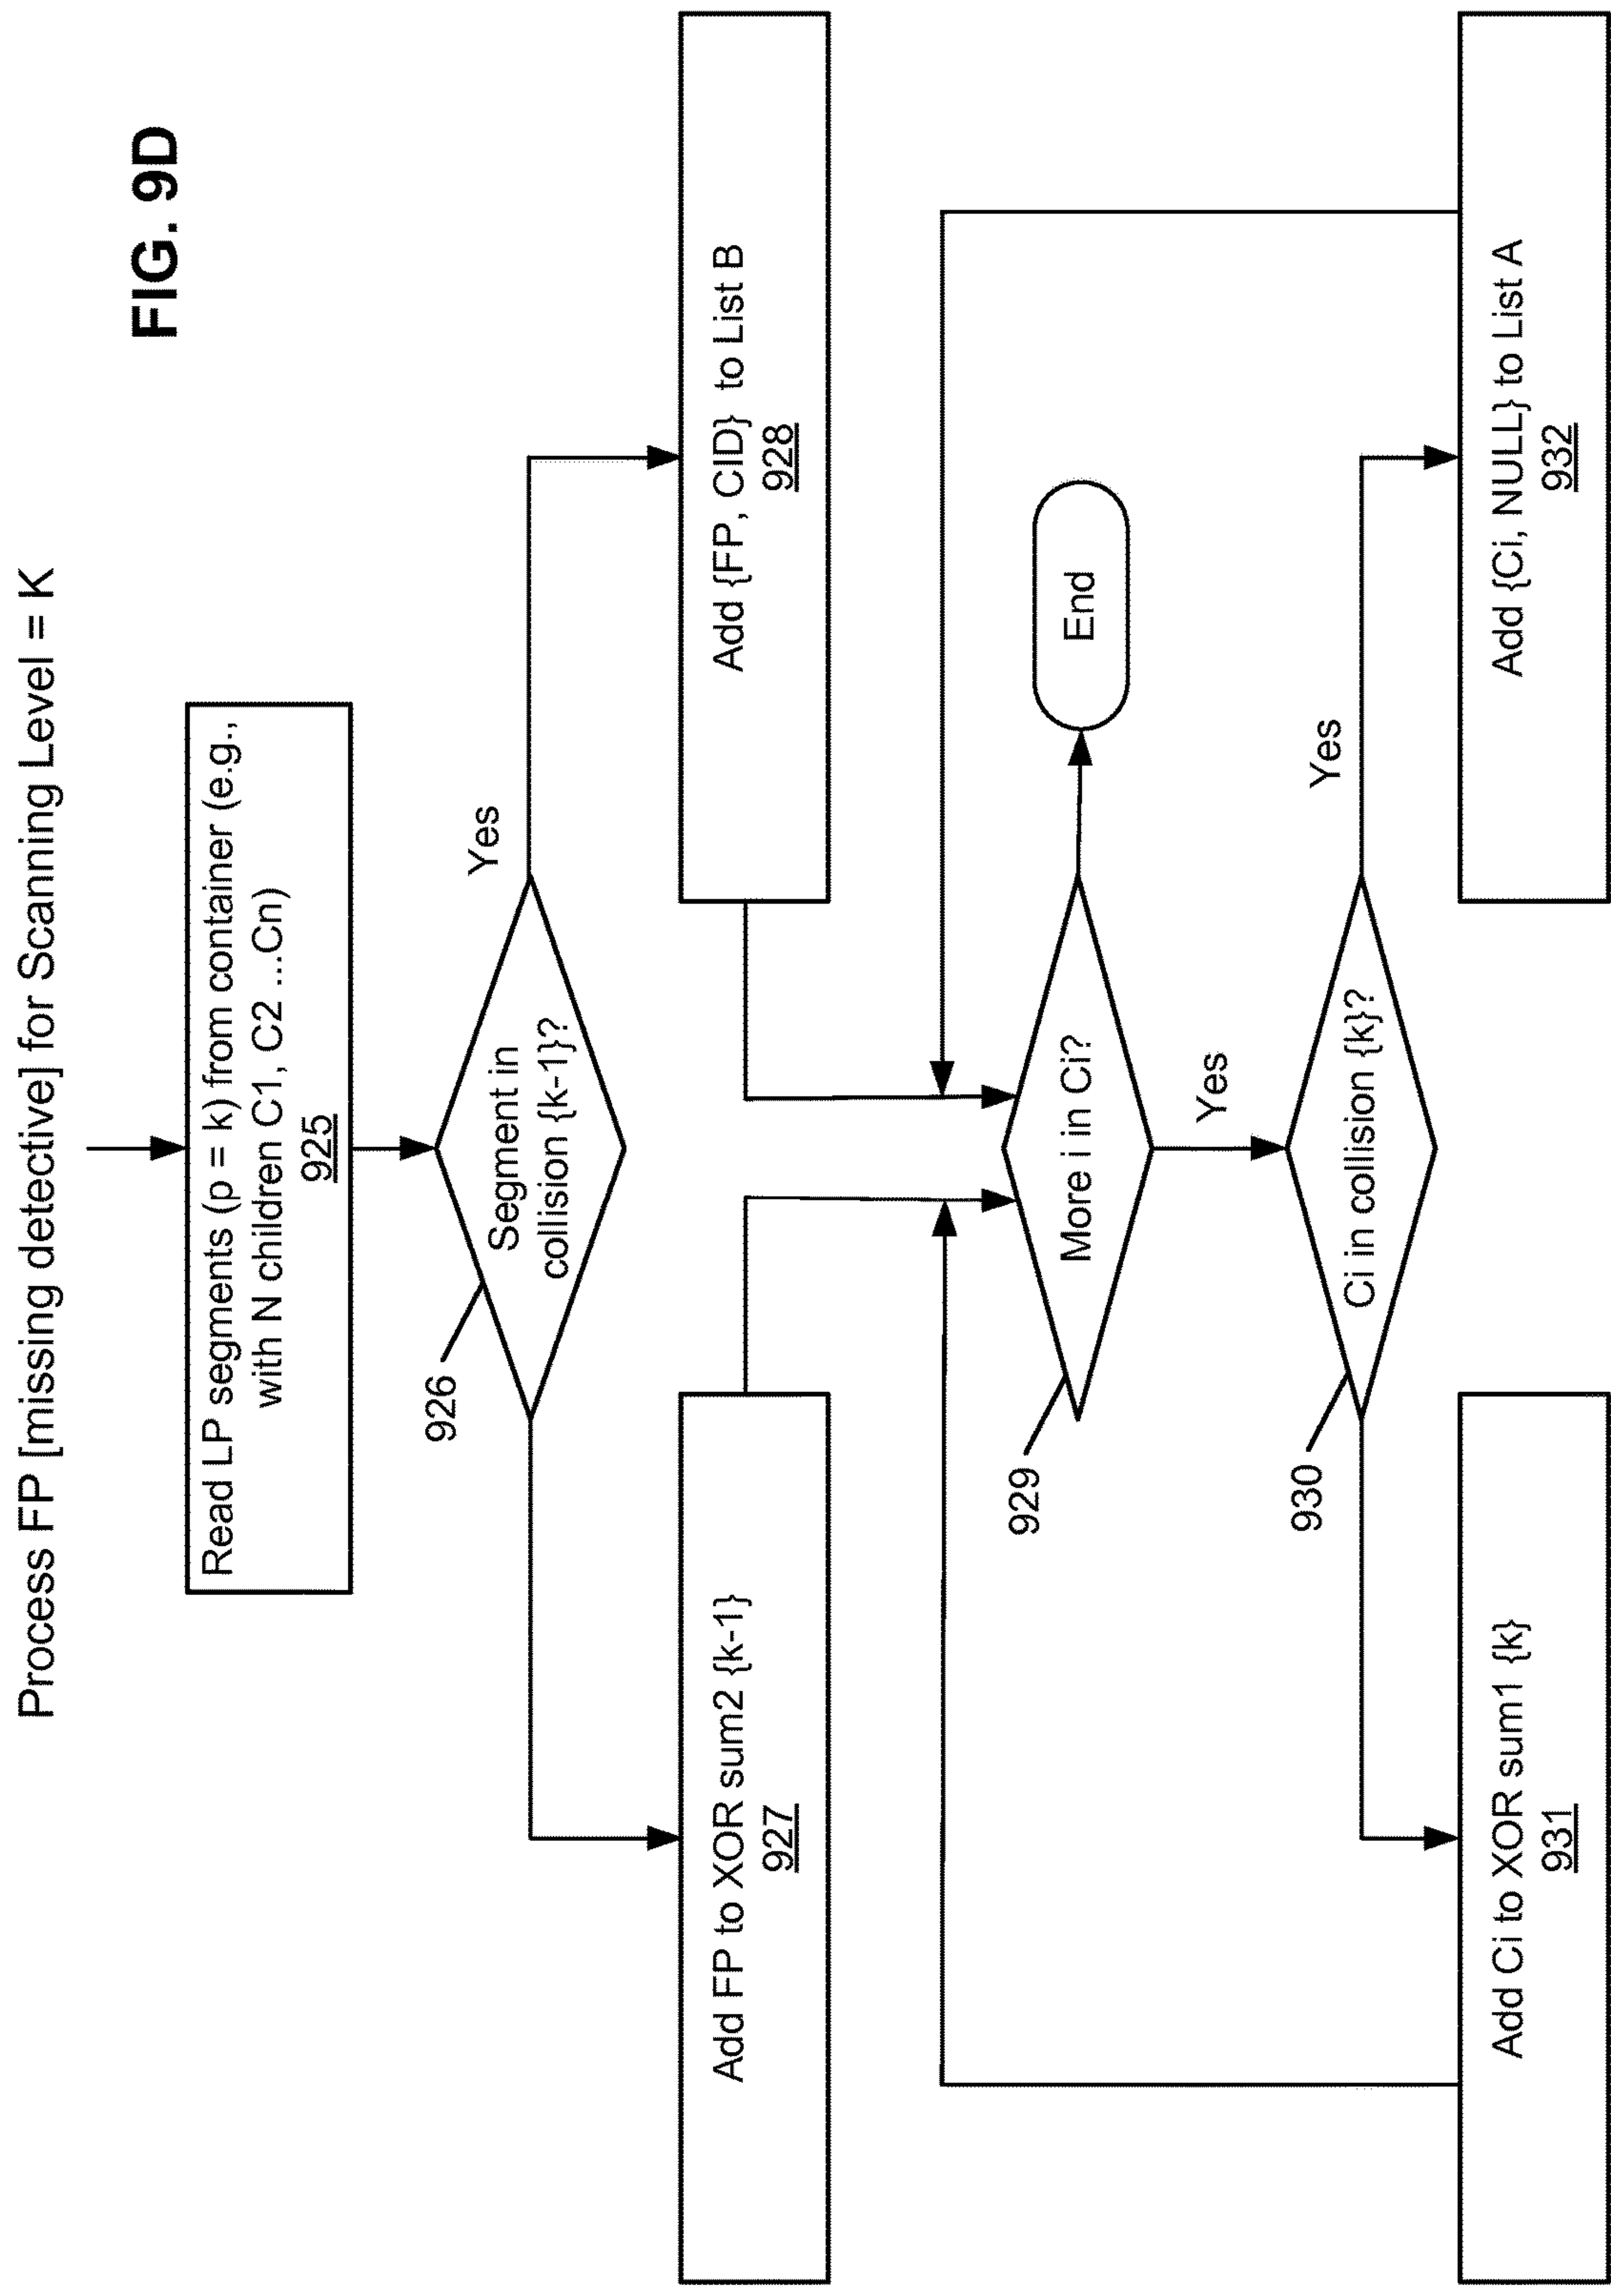 Process FP [missing detective] for Scanning Level = K
FIG. 9D
Read LP segments (p = k) from container (e.g.,
with N children C1, C2 ...Cn)
925
926
Segment in
collision {k-1}?
Yes
Add FP to XOR sum2 {k-1}
927
Add {FP, CID} to List B
928
929
More i in Ci?
End
Yes
930
Ci in collision {k}?
Yes
Add Ci to XOR sum1 {k}
931
Add {Ci, NULL} to List A
932